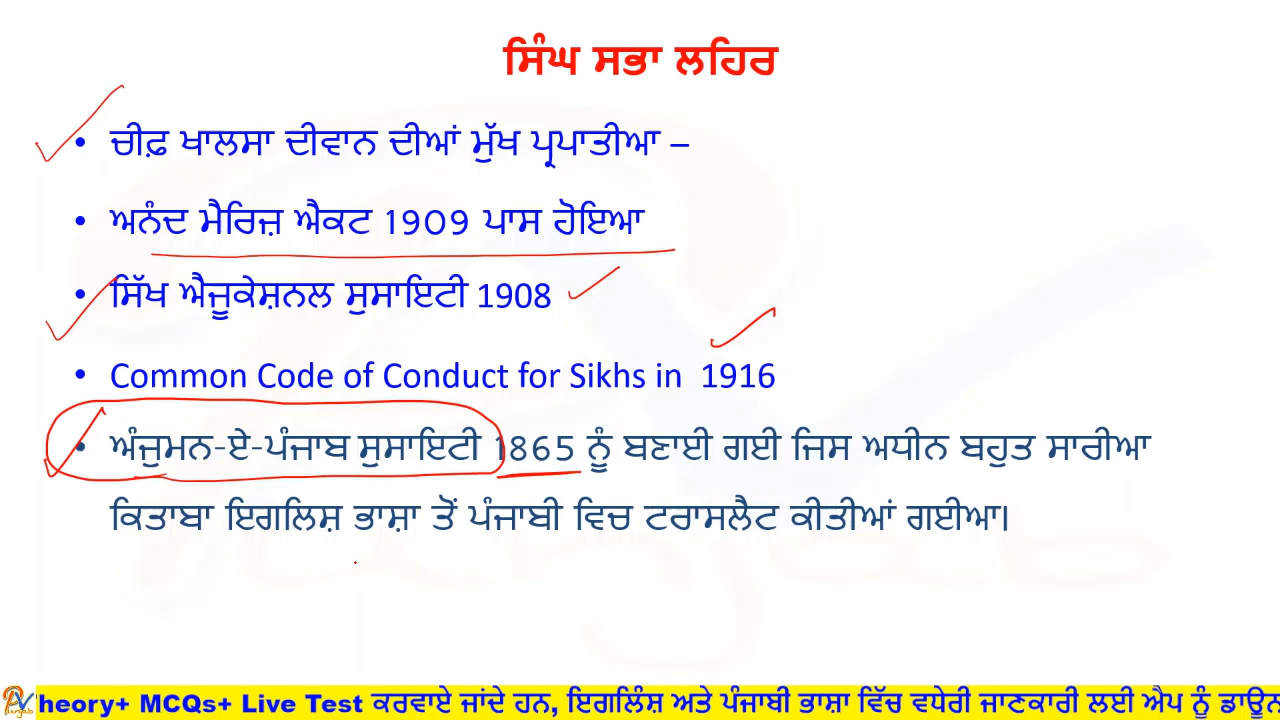 ਸਿੰਘ ਸਭਾ ਲਹਿਰ
• ਚੀਫ਼ ਖਾਲਸਾ ਦੀਵਾਨ ਦੀਆਂ ਮੁੱਖ ਪ੍ਰਪਾਤੀਆ –
• ਅਨੰਦ ਮੈਰਿਜ਼ ਐਕਟ 1909 ਪਾਸ ਹੋਇਆ
• ਸਿੱਖ ਐਜੂਕੇਸ਼ਨਲ ਸੁਸਾਇਟੀ 1908
• Common Code of Conduct for Sikhs in 1916
• ਅੰਜੁਮਨ-ਏ-ਪੰਜਾਬ ਸੁਸਾਇਟੀ 1865 ਨੂੰ ਬਣਾਈ ਗਈ ਜਿਸ ਅਧੀਨ ਬਹੁਤ ਸਾਰੀਆ
ਕਿਤਾਬਾ ਇਗਲਿਸ਼ ਭਾਸ਼ਾ ਤੋਂ ਪੰਜਾਬੀ ਵਿਚ ਟਰਾਸਲੈਟ ਕੀਤੀਆਂ ਗਈਆ।
heory+ MCQs+ Live Test ਕਰਵਾਏ ਜਾਂਦੇ ਹਨ, ਇਗਲਿੰਸ਼ ਅਤੇ ਪੰਜਾਬੀ ਭਾਸ਼ਾ ਵਿੱਚ ਵਧੇਰੀ ਜਾਣਕਾਰੀ ਲਈ ਐਪ ਨੂੰ ਡਾਊਨ